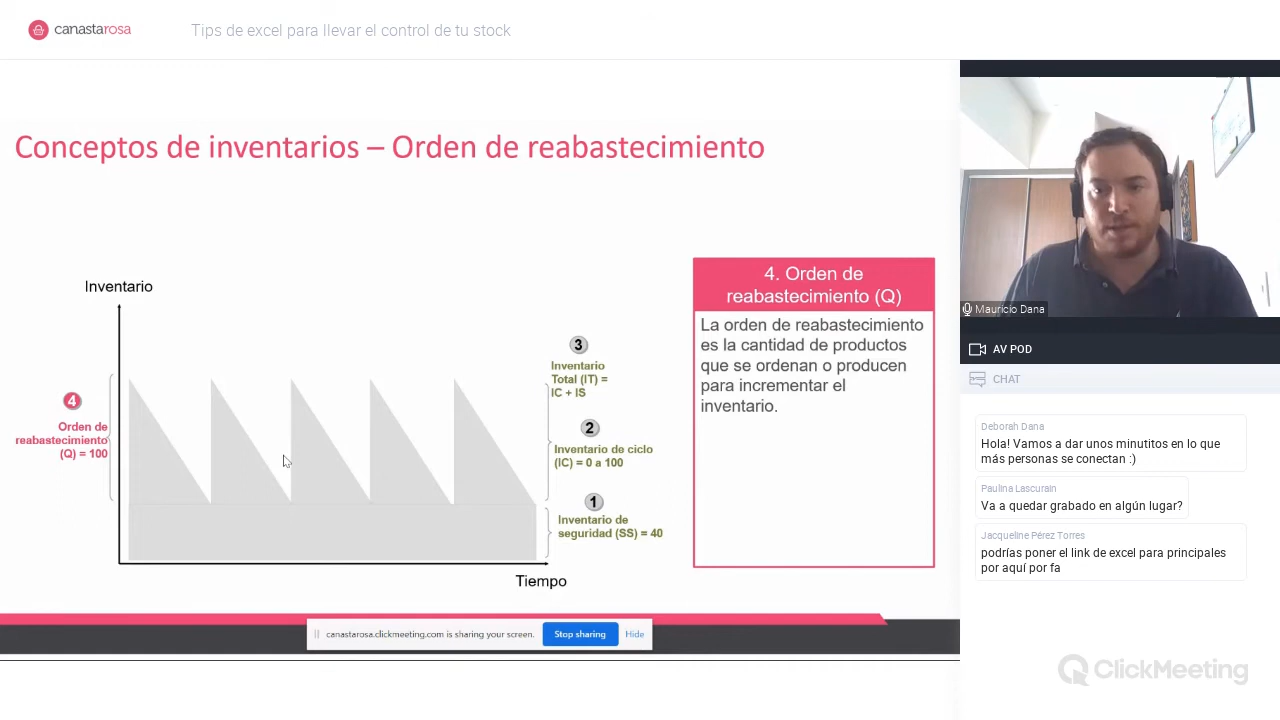 canastarosa
Tips de excel para llevar el control de tu stock
Conceptos de inventarios – Orden de reabastecimiento
Inventario
4
Orden de
reabastecimiento
(Q) = 100
3
Inventario
Total (IT) =
IC + IS
2
Inventario de ciclo
(IC) = 0 a 100
1
Inventario de
seguridad (SS) = 40
Tiempo
4. Orden de
reabastecimiento (Q)
La orden de reabastecimiento
es la cantidad de productos
que se ordenan o producen
para incrementar el
inventario.
canastarosa.clickmeeting.com is sharing your screen.
Stop sharing
Hide
Mauricio Dana
AV POD
CHAT
Deborah Dana
Hola! Vamos a dar unos minutitos en lo que
más personas se conectan :)
Paulina Lascurain
Va a quedar grabado en algún lugar?
Jacqueline Pérez Torres
podrías poner el link de excel para principales
por aquí por fa
ClickMeeting